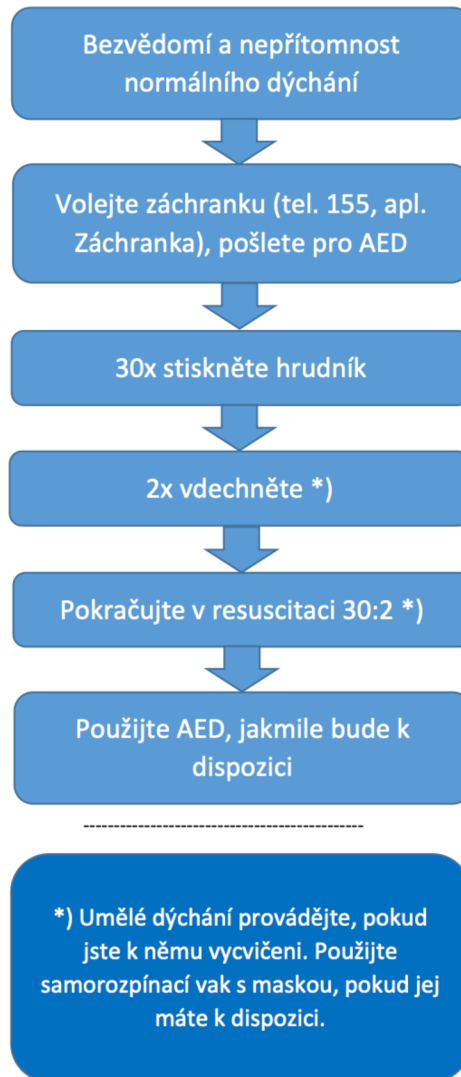 Bezvědomí a nepřítomnost
normálního dýchání
Volejte záchranku (tel. 155, apl.
Záchranka), pošlete pro AED
30x stiskněte hrudník
2x vdechněte *)
Pokračujte v resuscitaci 30:2 *)
Použijte AED, jakmile bude k
dispozici
----------------------------------------------
*) Umělé dýchání provádějte, pokud
jste k němu vycvičeni. Použijte
samorozpínací vak s maskou, pokud jej
máte k dispozici.